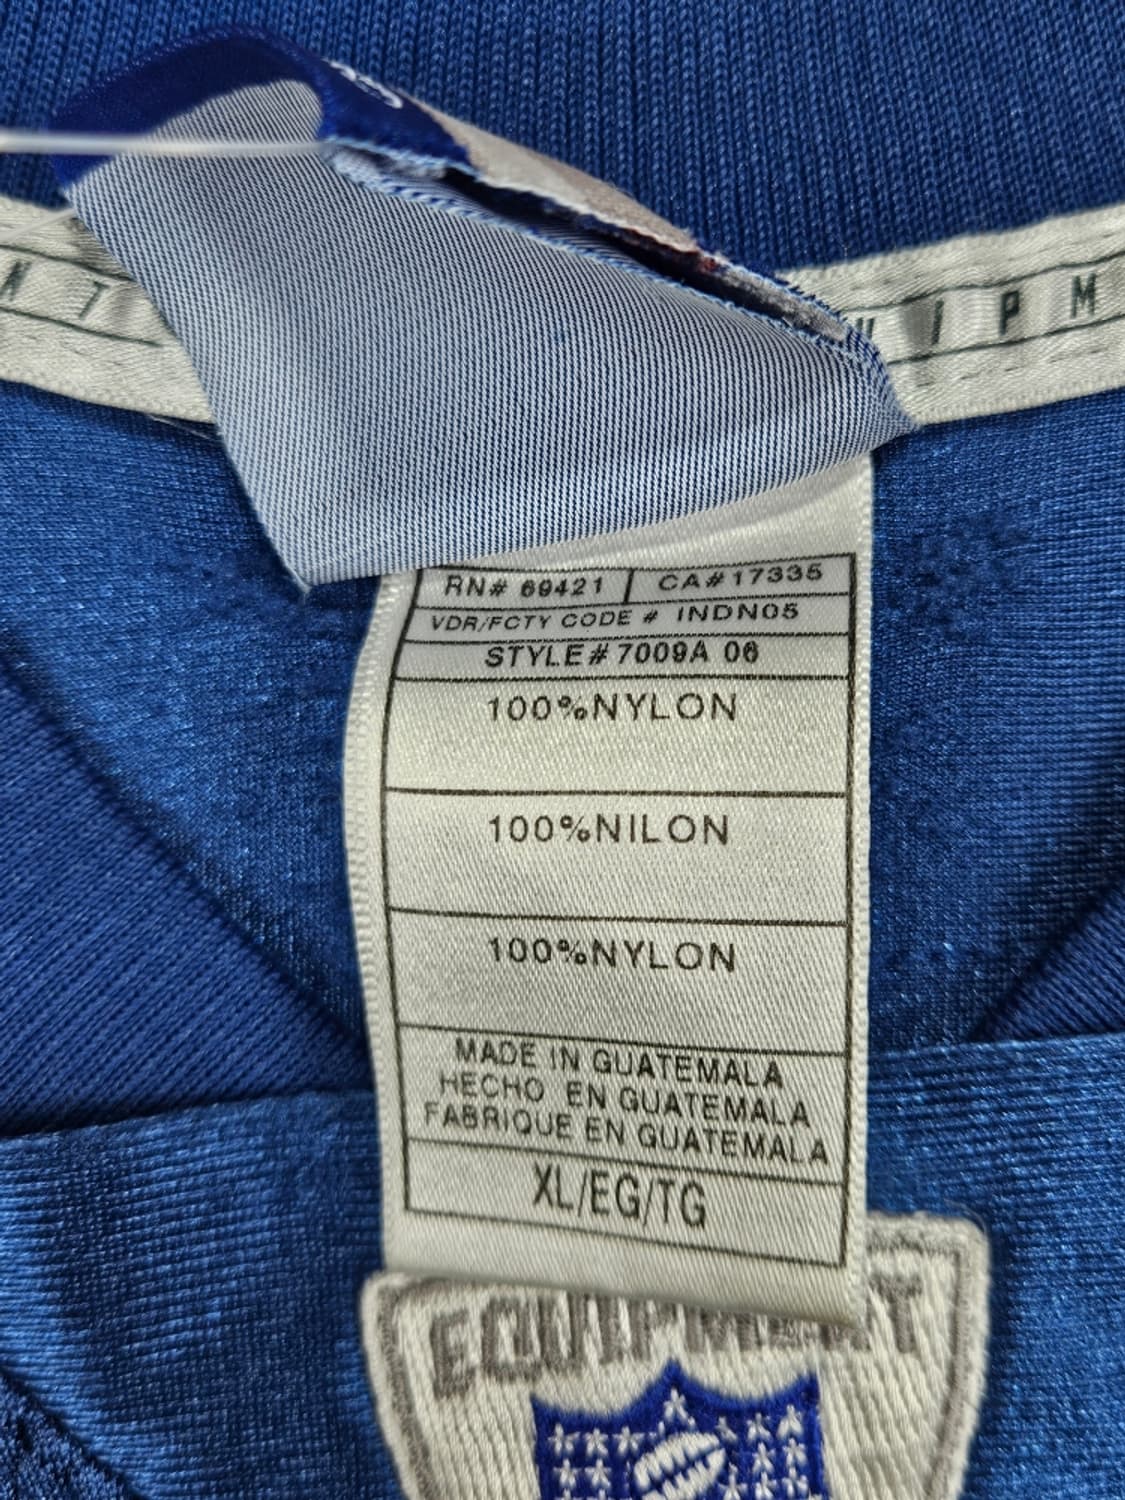 N T
U I P M
RN# 69421 CA#17335
VDR/FCTY CODE # INDN05
STYLE# 7009A 06
100%NYLON
100%NILON
100%NYLON
MADE IN GUATEMALA
HECHO EN GUATEMALA
FABRIQUE EN GUATEMALA
XL/EG/TG
EQUIPMENT